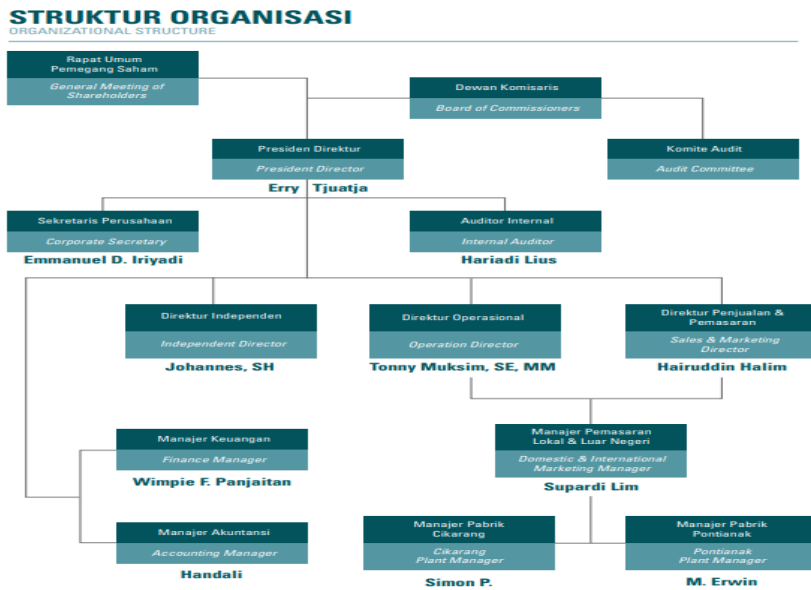 STRUKTUR ORGANISASI
ORGANIZATIONAL STRUCTURE
Rapat Umum
Pemegang Saham
General Meeting of
Shareholders
Dewan Komisaris
Board of Commissioners
Presiden Direktur
President Director
Erry Tjuatja
Komite Audit
Audit Committee
Sekretaris Perusahaan
Corporate Secretary
Emmanuel D. Iriyadi
Auditor Internal
Internal Auditor
Hariadi Lius
Direktur Independen
Independent Director
Johannes, SH
Direktur Operasional
Operation Director
Tonny Muksim, SE, MM
Direktur Penjualan &
Pemasaran
Sales & Marketing
Director
Hairuddin Halim
Manajer Keuangan
Finance Manager
Wimpie F. Panjaitan
Manajer Pemasaran
Lokal & Luar Negeri
Domestic & International
Marketing Manager
Supardi Lim
Manajer Akuntansi
Accounting Manager
Handali
Manajer Pabrik
Cikarang
Cikarang
Plant Manager
Simon P.
Manajer Pabrik
Pontianak
Pontianak
Plant Manager
M. Erwin